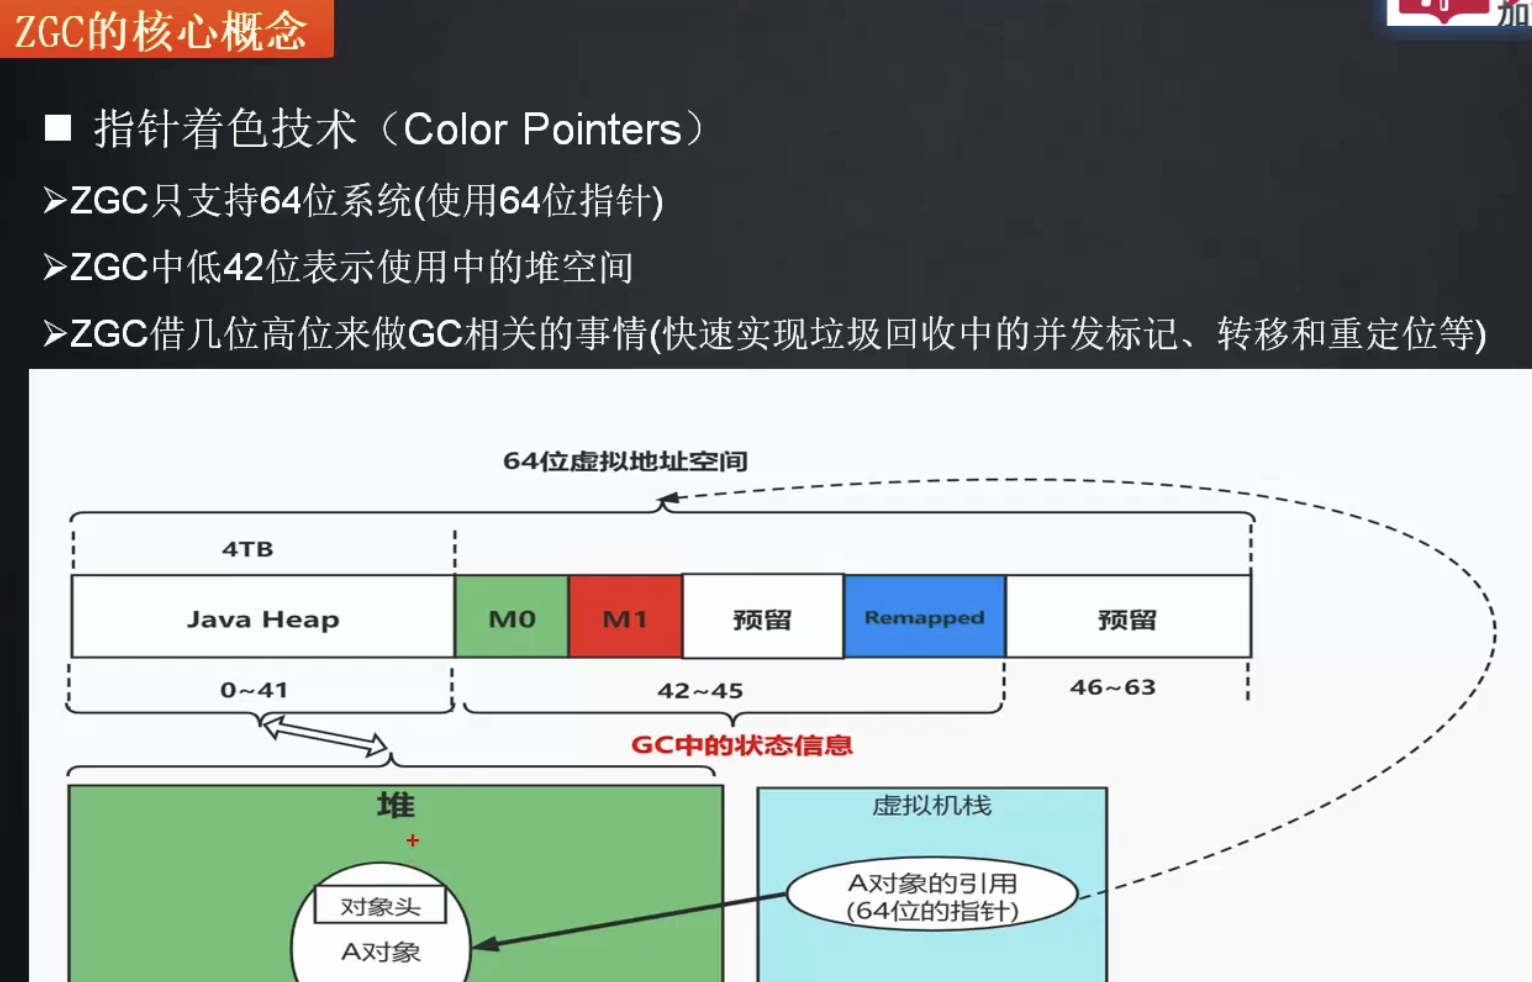 ZGC的核心概念
加
指针着色技术（Color Pointers）
ZGC只支持64位系统(使用64位指针)
ZGC中低42位表示使用中的堆空间
ZGC借几位高位来做GC相关的事情(快速实现垃圾回收中的并发标记、转移和重定位等)
64位虚拟地址空间
4TB
Java Heap
M0
M1
预留
Remapped
预留
0~41
42~45
46~63
GC中的状态信息
堆
虚拟机栈
对象头
A对象
A对象的引用
(64位的指针)